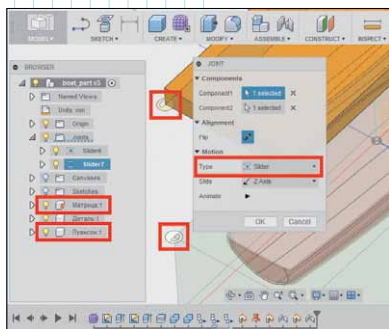 MODEL
SKETCH
CREATE
MODIFY
ASSEMBLE
CONSTRUCT
INSPECT
BROWSER
boat_part v5
Named Views
Units: mm
Origin
Joints
Slider6
Slider7
Canvases
Sketches
Матрица:1
Деталь:1
Пуансон:1
JOINT
Components
Component1 1 selected
Component2 1 selected
Alignment
Flip
Motion
Type Slider
Slide Z Axis
Animate
OK Cancel